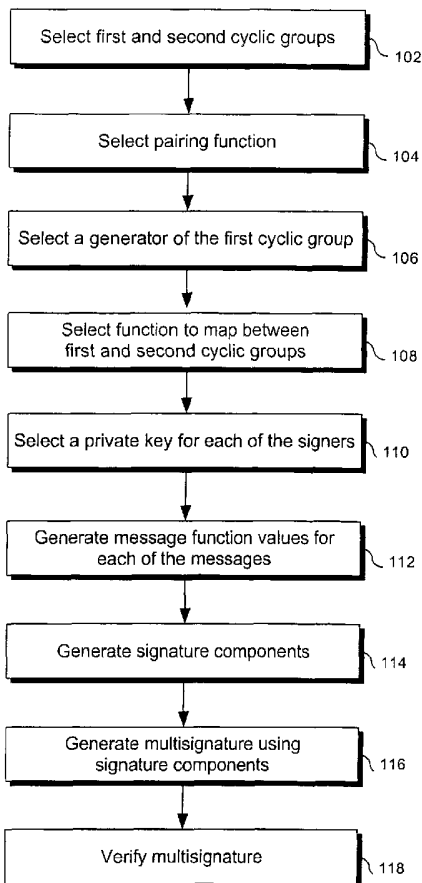 Select first and second cyclic groups
102
Select pairing function
104
Select a generator of the first cyclic group
106
Select function to map between
first and second cyclic groups
108
Select a private key for each of the signers
110
Generate message function values for
each of the messages
112
Generate signature components
114
Generate multisignature using
signature components
116
Verify multisignature
118